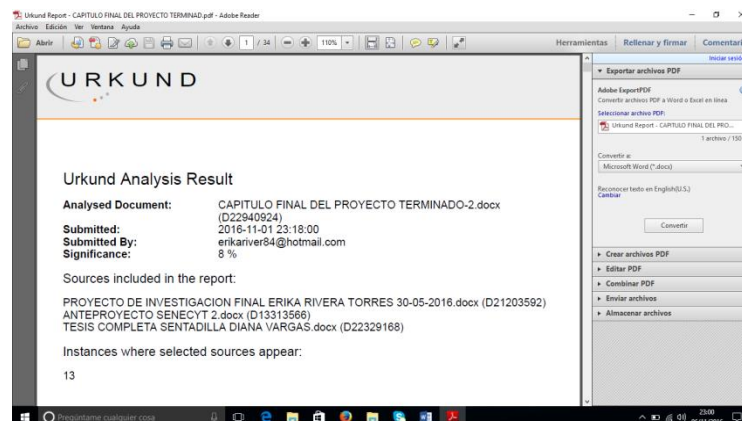 Urkund Report - CAPITULO FINAL DEL PROYECTO TERMINAD.pdf - Adobe Reader
Archivo Edición Ver Ventana Ayuda
Abrir 1 / 34 110% Herramientas Rellenar y firmar Comentari
Iniciar sesió
URKUND
Urkund Analysis Result
Analysed Document: CAPITULO FINAL DEL PROYECTO TERMINADO-2.docx
(D22940924)
Submitted: 2016-11-01 23:18:00
Submitted By: erikariver84@hotmail.com
Significance: 8 %
Sources included in the report:
PROYECTO DE INVESTIGACION FINAL ERIKA RIVERA TORRES 30-05-2016.docx (D21203592)
ANTEPROYECTO SENECYT 2.docx (D13313566)
TESIS COMPLETA SENTADILLA DIANA VARGAS.docx (D22329168)
Instances where selected sources appear:
13
Exportar archivos PDF
Adobe ExportPDF
Convertir archivos PDF a Word o Excel en línea
Seleccionar archivo PDF:
Urkund Report - CAPITULO FINAL DEL PRO...
1 archivo / 150
Convertir a:
Microsoft Word (*.docx)
Reconocer texto en English(U.S.)
Cambiar
Convertir
Crear archivos PDF
Editar PDF
Combinar PDF
Enviar archivos
Almacenar archivos
Pregúntame cualquier cosa
23:00